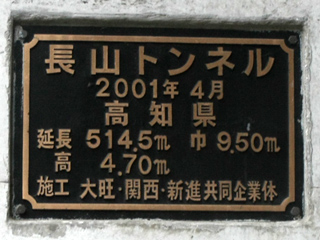 長山トンネル
2001年 4月
高知県
延長 514.5m 巾 9.50m
高 4.70m
施工 大旺・関西・新進共同企業体